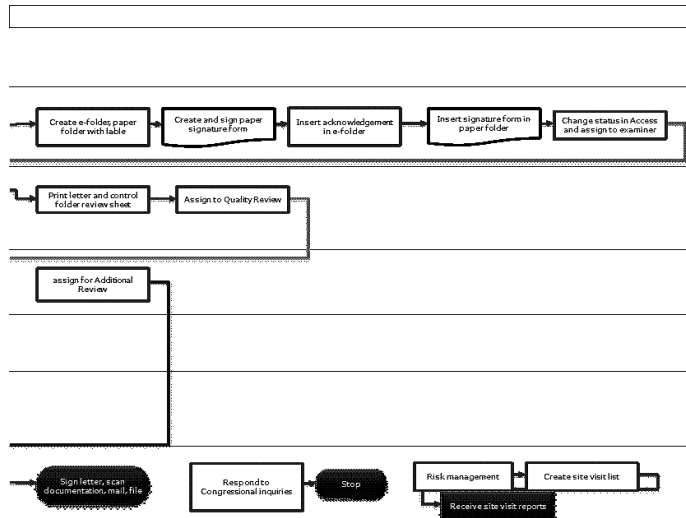 Create e-folder, paper
folder with lable
Create and sign paper
signature form
Insert acknowledgement
in e-folder
Insert signature form in
paper folder
Change status in Access
and assign to examiner
Print letter and control
folder review sheet
Assign to Quality Review
assign for Additional
Review
Sign letter, scan
documentation, mail, file
Respond to
Congressional inquiries
Stop
Risk management
Create site visit list
Receive site visit reports